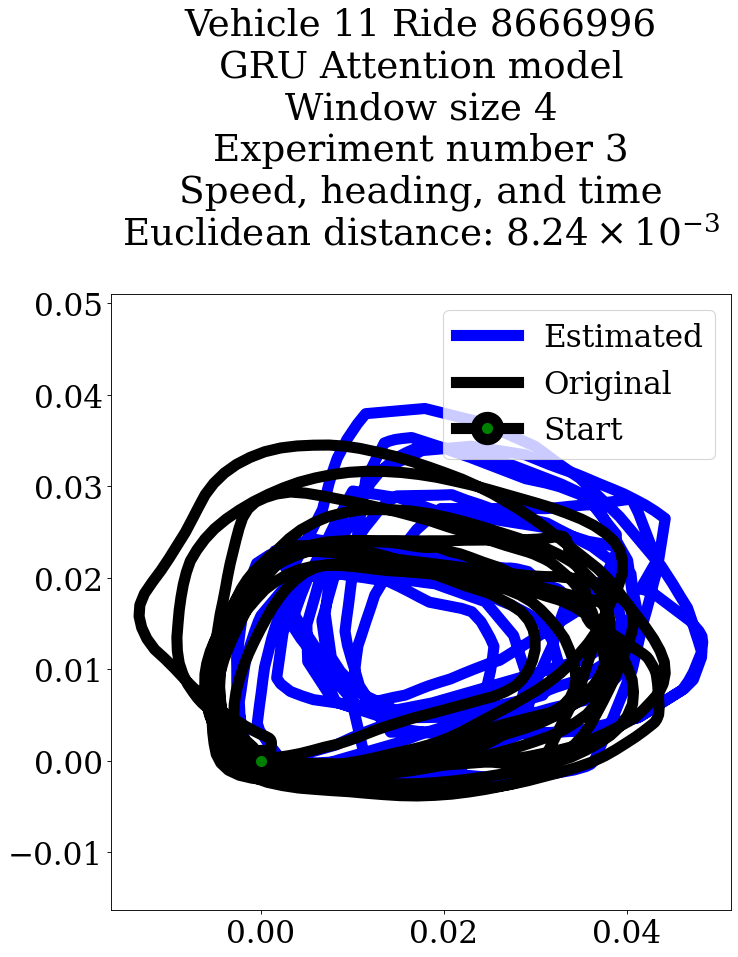 Vehicle 11 Ride 8666996
GRU Attention model
Window size 4
Experiment number 3
Speed, heading, and time
Euclidean distance: 8.24 × 10⁻³
0.05
0.04
0.03
0.02
0.01
0.00
−0.01
Estimated
Original
Start
0.00 0.02 0.04